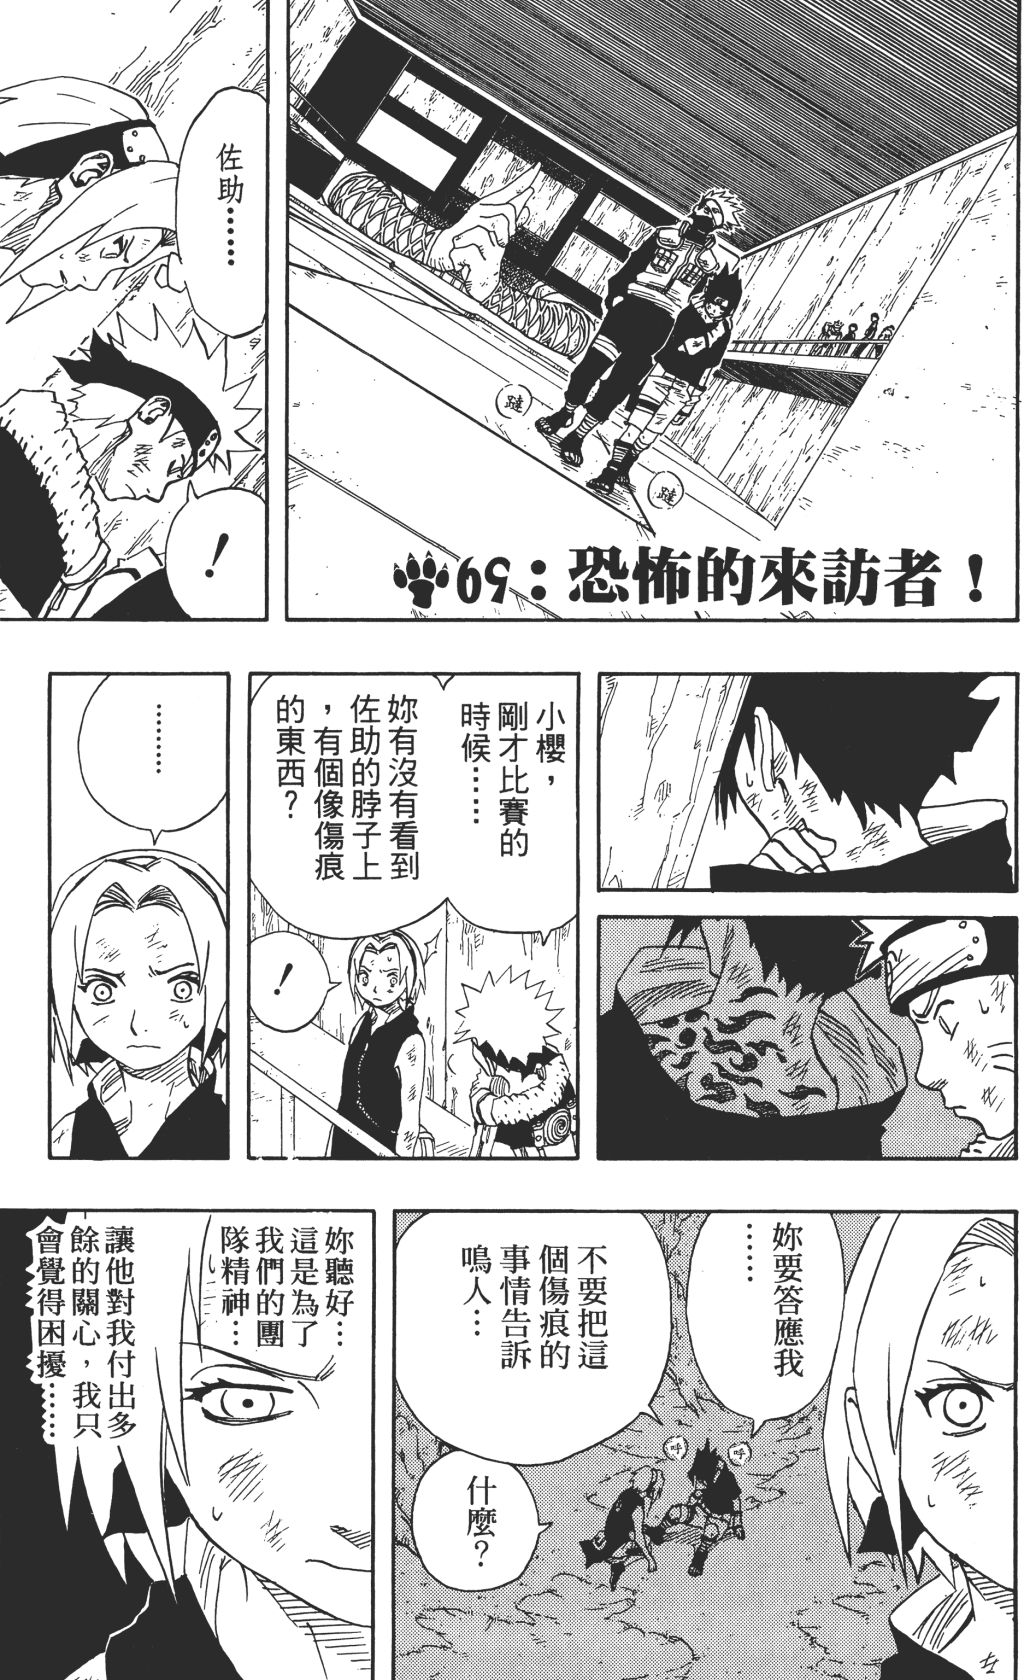 躂
躂
69：恐怖的來訪者！
佐助……
！
小櫻，
剛才比賽的
時候……
妳有沒有看到
佐助的脖子上
，有個像傷痕
的東西？
！
……
妳要答應我
……
不要把這
個傷痕的
事情告訴
鳴人…
呼
呼
什麼？
妳聽好…
這是為了
我們的團
隊精神…
讓他對我付出多
餘的關心，我只
會覺得困擾……